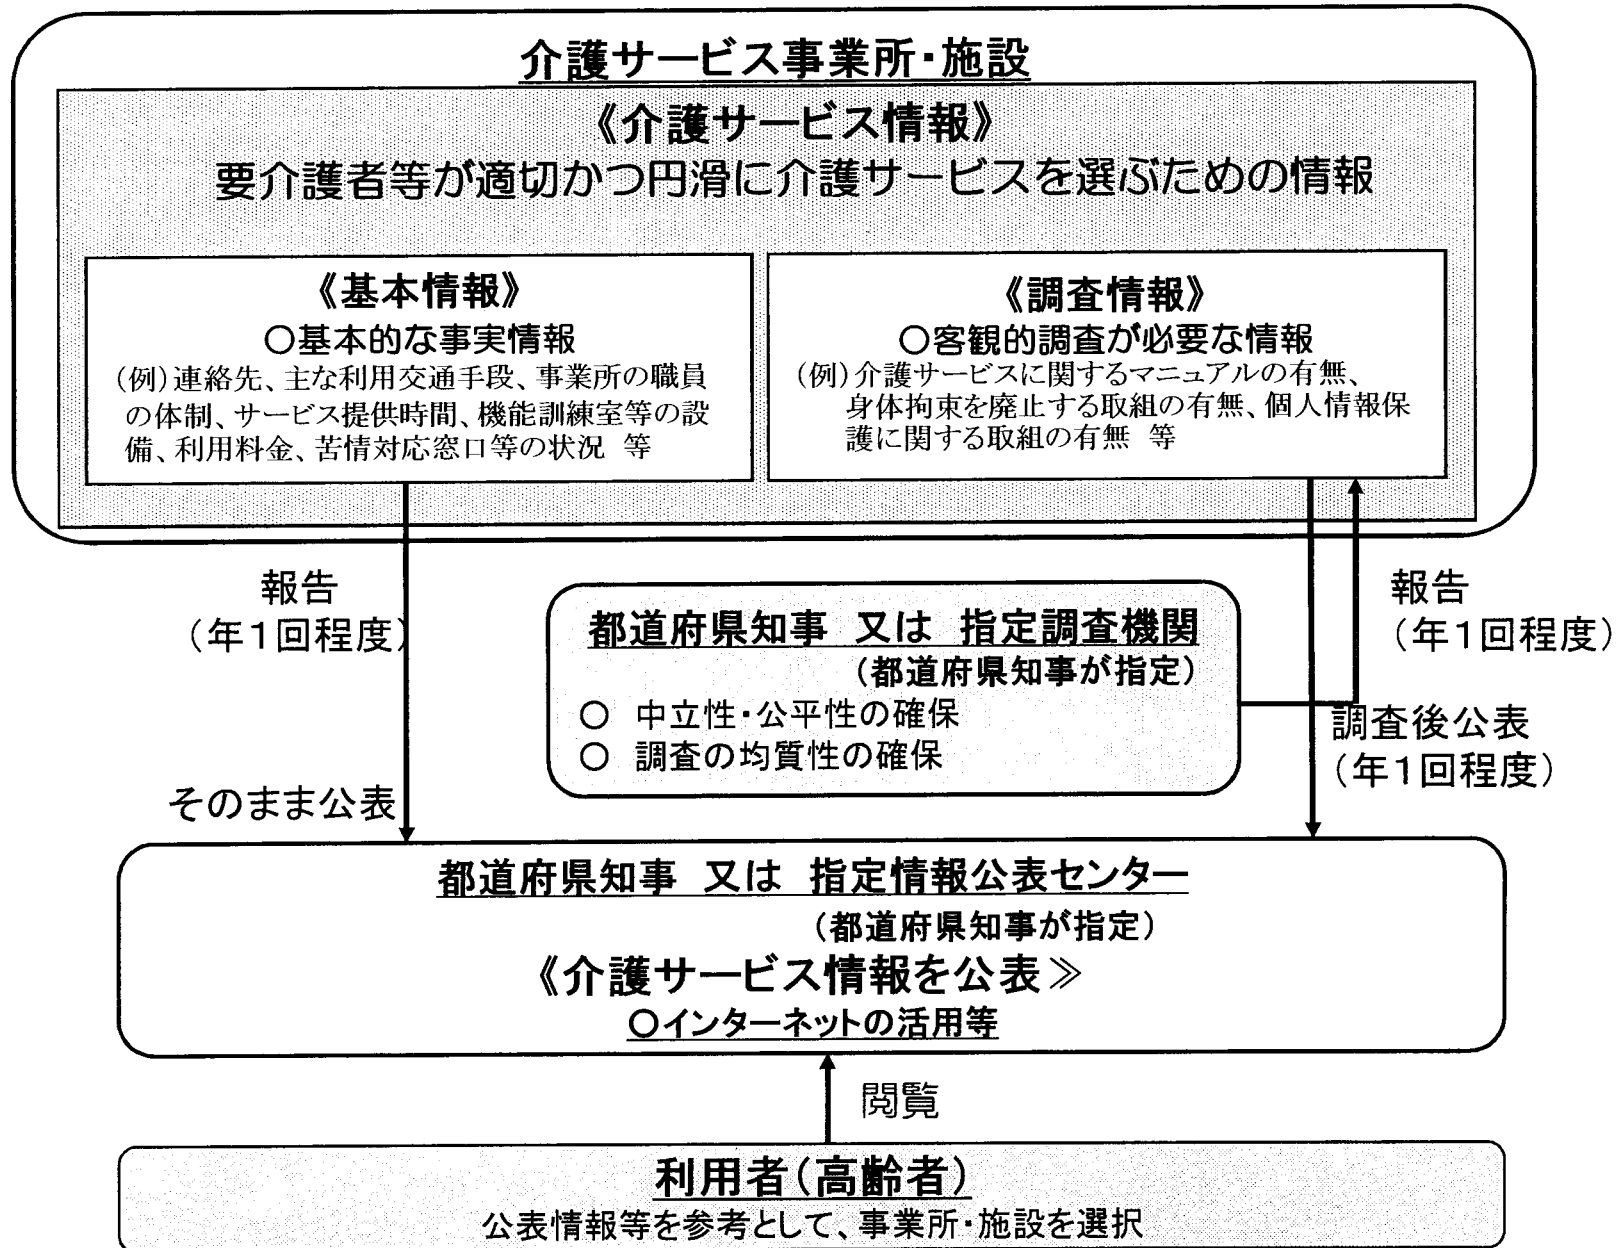 介護サービス事業所・施設
《介護サービス情報》
要介護者等が適切かつ円滑に介護サービスを選ぶための情報
《基本情報》
○基本的な事実情報
(例)連絡先、主な利用交通手段、事業所の職員
の体制、サービス提供時間、機能訓練室等の設
備、利用料金、苦情対応窓口等の状況 等
《調査情報》
○客観的調査が必要な情報
(例)介護サービスに関するマニュアルの有無、
身体拘束を廃止する取組の有無、個人情報保
護に関する取組の有無 等
報告
(年1回程度)
都道府県知事 又は 指定調査機関
(都道府県知事が指定)
○ 中立性・公平性の確保
○ 調査の均質性の確保
報告
(年1回程度)
調査後公表
(年1回程度)
そのまま公表
都道府県知事 又は 指定情報公表センター
(都道府県知事が指定)
《介護サービス情報を公表≫
○インターネットの活用等
閲覧
利用者(高齢者)
公表情報等を参考として、事業所・施設を選択